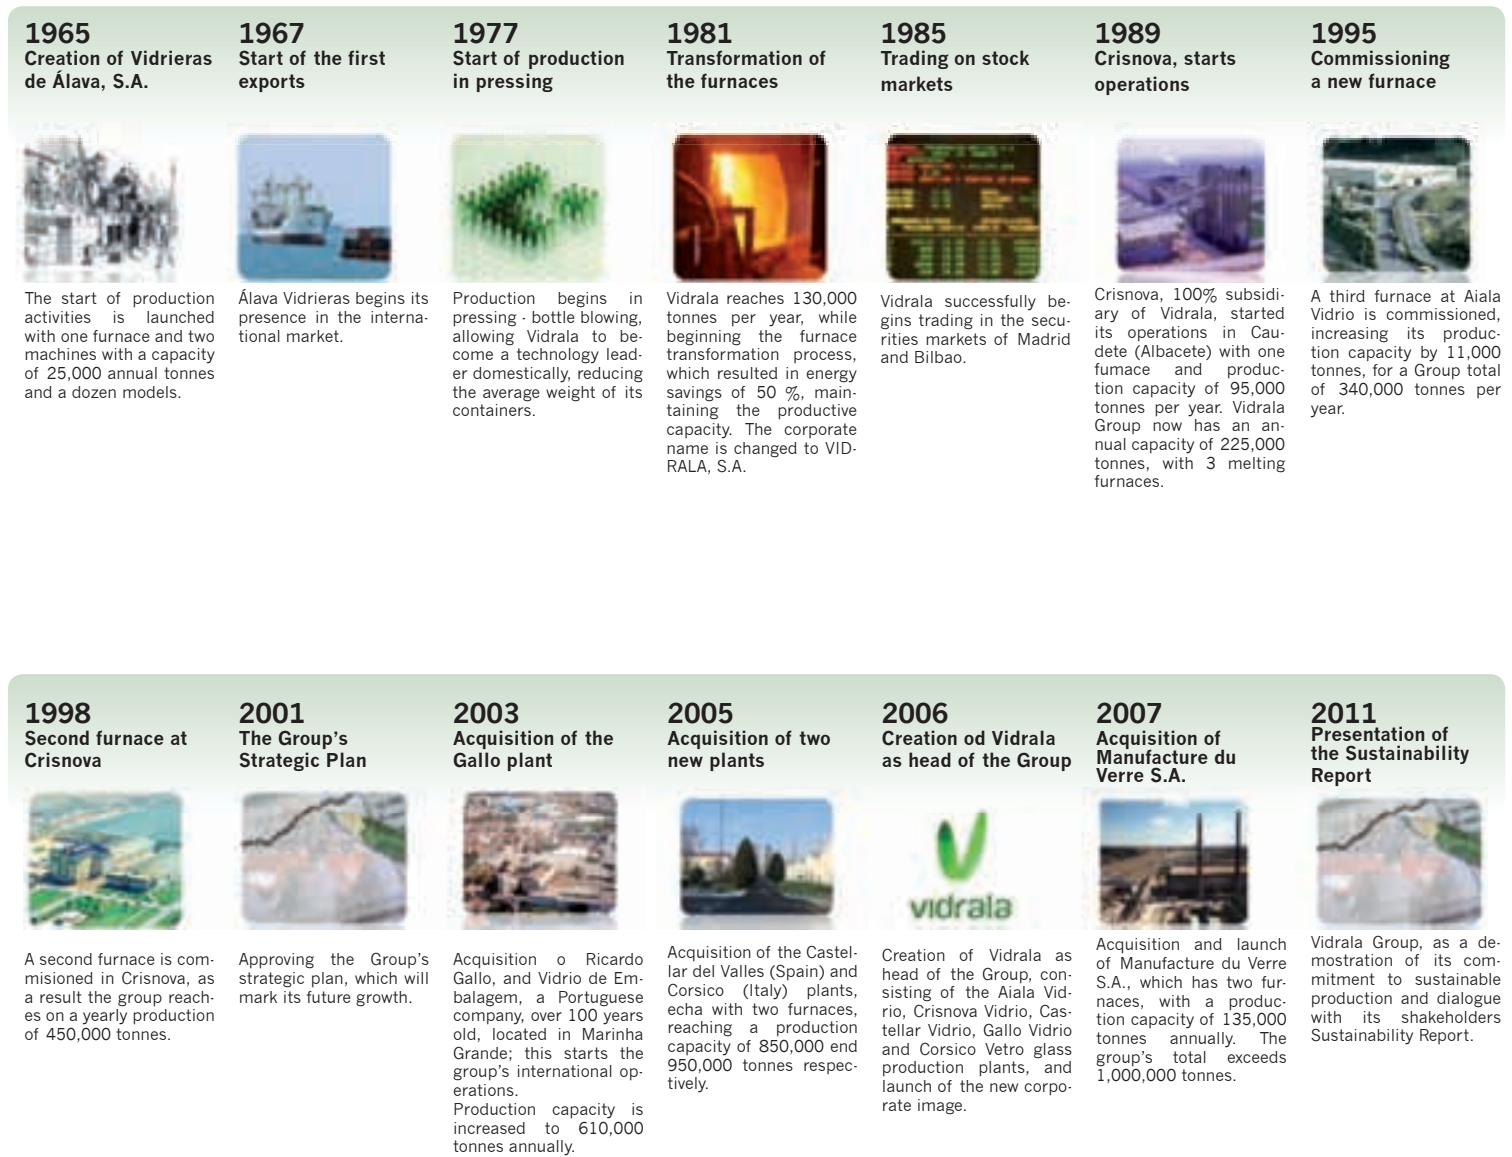 1965
Creation of Vidrieras
de Álava, S.A.
The start of production
activities is launched
with one furnace and two
machines with a capacity
of 25,000 annual tonnes
and a dozen models.
1967
Start of the first
exports
Álava Vidrieras begins its
presence in the interna-
tional market.
1977
Start of production
in pressing
Production begins in
pressing - bottle blowing,
allowing Vidrala to be-
come a technology lead-
er domestically, reducing
the average weight of its
containers.
1981
Transformation of
the furnaces
Vidrala reaches 130,000
tonnes per year, while
beginning the furnace
transformation process,
which resulted in energy
savings of 50 %, main-
taining the productive
capacity. The corporate
name is changed to VID-
RALA, S.A.
1985
Trading on stock
markets
Vidrala successfully be-
gins trading in the secu-
rities markets of Madrid
and Bilbao.
1989
Crisnova, starts
operations
Crisnova, 100% subsidi-
ary of Vidrala, started
its operations in Cau-
dete (Albacete) with one
fumace and produc-
tion capacity of 95,000
tonnes per year. Vidrala
Group now has an an-
nual capacity of 225,000
tonnes, with 3 melting
furnaces.
1995
Commissioning
a new furnace
A third furnace at Aiala
Vidrio is commissioned,
increasing its produc-
tion capacity by 11,000
tonnes, for a Group total
of 340,000 tonnes per
year.
1998
Second furnace at
Crisnova
A second furnace is com-
misioned in Crisnova, as
a result the group reach-
es on a yearly production
of 450,000 tonnes.
2001
The Group's
Strategic Plan
Approving the Group's
strategic plan, which will
mark its future growth.
2003
Acquisition of the
Gallo plant
Acquisition o Ricardo
Gallo, and Vidrio de Em-
balagem, a Portuguese
company, over 100 years
old, located in Marinha
Grande; this starts the
group's international op-
erations.
Production capacity is
increased to 610,000
tonnes annually.
2005
Acquisition of two
new plants
Acquisition of the Castel-
lar del Valles (Spain) and
Corsico (Italy) plants,
echa with two furnaces,
reaching a production
capacity of 850,000 end
950,000 tonnes respec-
tively.
2006
Creation od Vidrala
as head of the Group
vidrala
Creation of Vidrala as
head of the Group, con-
sisting of the Aiala Vid-
rio, Crisnova Vidrio, Cas-
tellar Vidrio, Gallo Vidrio
and Corsico Vetro glass
production plants, and
launch of the new corpo-
rate image.
2007
Acquisition of
Manufacture du
Verre S.A.
Acquisition and launch
of Manufacture du Verre
S.A., which has two fur-
naces, with a produc-
tion capacity of 135,000
tonnes annually. The
group's total exceeds
1,000,000 tonnes.
2011
Presentation of
the Sustainability
Report
Vidrala Group, as a de-
mostration of its com-
mitment to sustainable
production and dialogue
with its shakeholders
Sustainability Report.